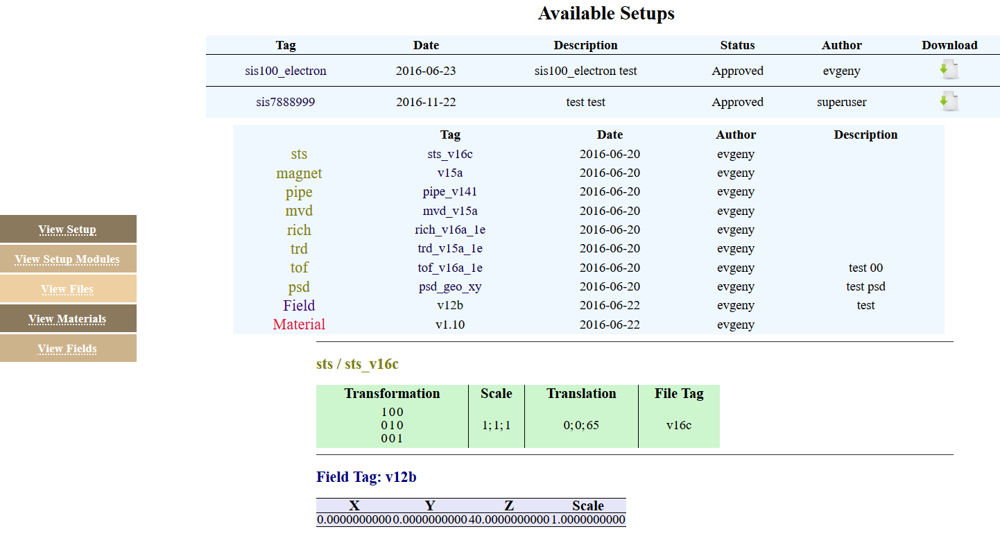 Available Setups
Tag Date Description Status Author Download
sis100_electron 2016-06-23 sis100_electron test Approved evgeny
sis7888999 2016-11-22 test test Approved superuser
Tag Date Author Description
sts sts_v16c 2016-06-20 evgeny
magnet v15a 2016-06-20 evgeny
pipe pipe_v141 2016-06-20 evgeny
mvd mvd_v15a 2016-06-20 evgeny
rich rich_v16a_1e 2016-06-20 evgeny
trd trd_v15a_1e 2016-06-20 evgeny
tof tof_v16a_1e 2016-06-20 evgeny test 00
psd psd_geo_xy 2016-06-20 evgeny test psd
Field v12b 2016-06-22 evgeny test
Material v1.10 2016-06-22 evgeny
View Setup
View Setup Modules
View Files
View Materials
View Fields
sts / sts_v16c
Transformation Scale Translation File Tag
1 0 0
0 1 0 1; 1; 1 0; 0; 65 v16c
0 0 1
Field Tag: v12b
X Y Z Scale
0.0000000000 0.0000000000 40.0000000000 1.0000000000